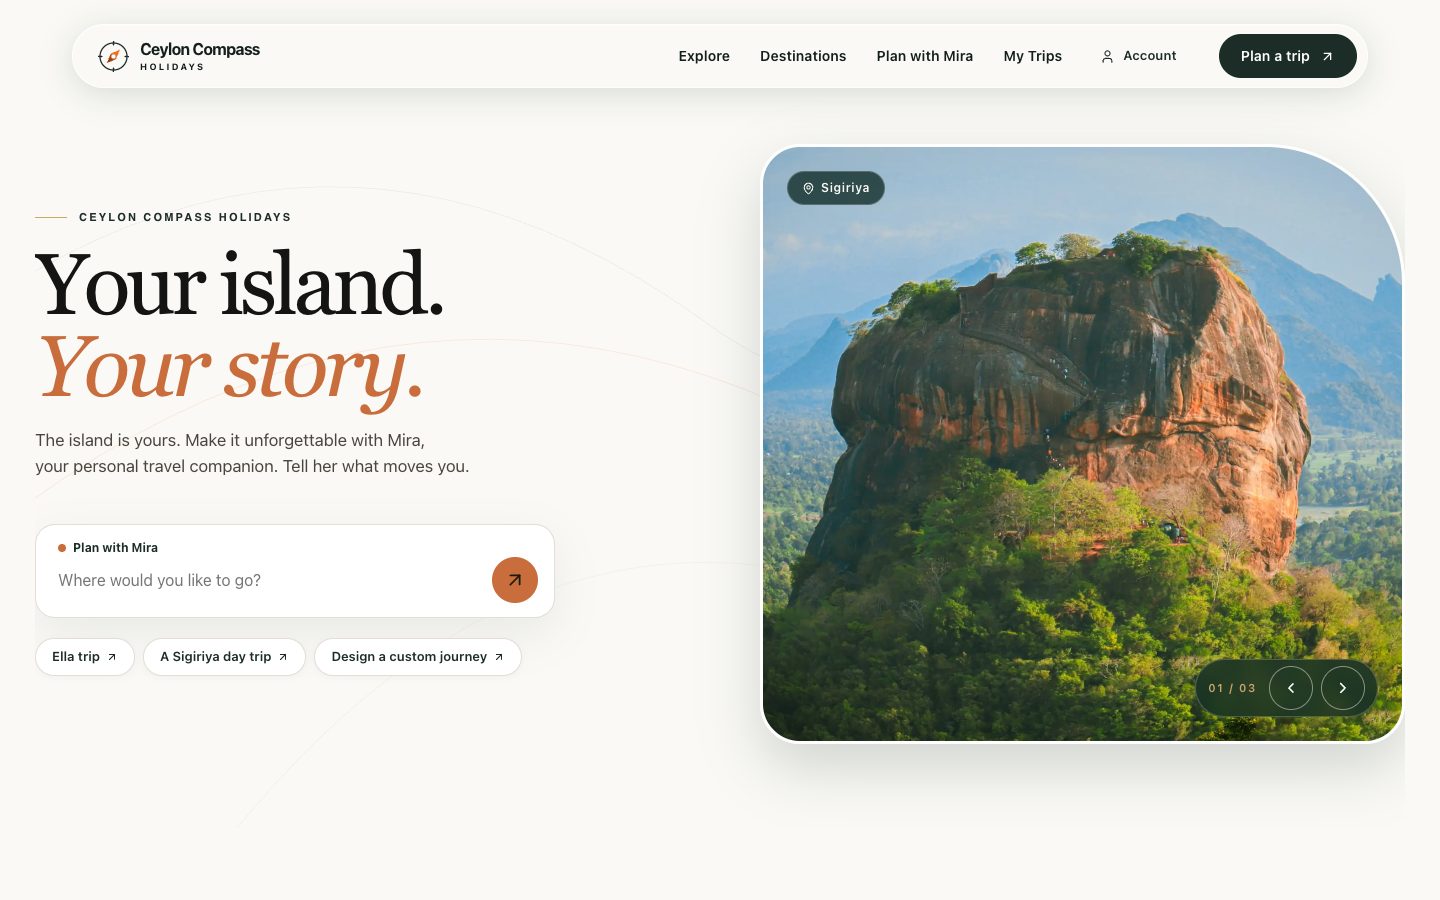 Ceylon Compass
HOLIDAYS
Explore
Destinations
Plan with Mira
My Trips
Account
Plan a trip
CEYLON COMPASS HOLIDAYS
Your island.
Your story.
The island is yours. Make it unforgettable with Mira,
your personal travel companion. Tell her what moves you.
Plan with Mira
Where would you like to go?
Ella trip
A Sigiriya day trip
Design a custom journey
Sigiriya
01 / 03